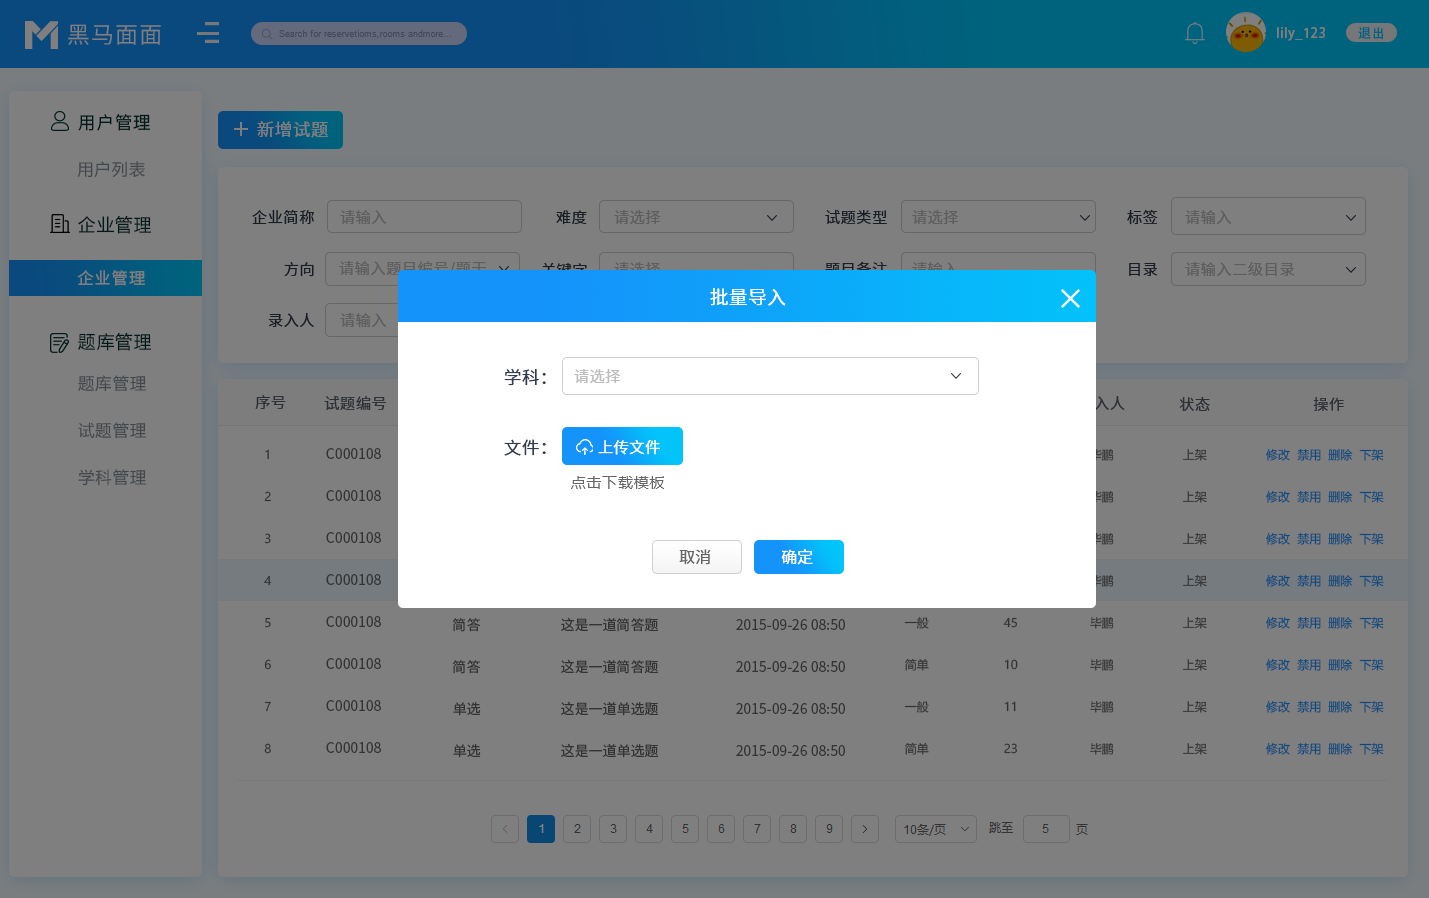 黑马面面
Search for reservetioms,rooms andmore...
lily_123
退出
用户管理
用户列表
企业管理
企业管理
题库管理
题库管理
试题管理
学科管理
新增试题
企业简称 请输入 难度 请选择 试题类型 请选择 标签 请输入
方向 请输入题目编号/题干 关键字 请选择 题目备注 请输入 目录 请输入二级目录
录入人 请输入
批量导入
学科： 请选择
文件： 上传文件
点击下载模板
取消 确定
序号 试题编号 入人 状态 操作
1 C000108 毕鹏 上架 修改 禁用 删除 下架
2 C000108 毕鹏 上架 修改 禁用 删除 下架
3 C000108 毕鹏 上架 修改 禁用 删除 下架
4 C000108 毕鹏 上架 修改 禁用 删除 下架
5 C000108 简答 这是一道简答题 2015-09-26 08:50 一般 45 毕鹏 上架 修改 禁用 删除 下架
6 C000108 简答 这是一道简答题 2015-09-26 08:50 简单 10 毕鹏 上架 修改 禁用 删除 下架
7 C000108 单选 这是一道单选题 2015-09-26 08:50 一般 11 毕鹏 上架 修改 禁用 删除 下架
8 C000108 单选 这是一道单选题 2015-09-26 08:50 简单 23 毕鹏 上架 修改 禁用 删除 下架
1 2 3 4 5 6 7 8 9 10条/页 跳至 5 页